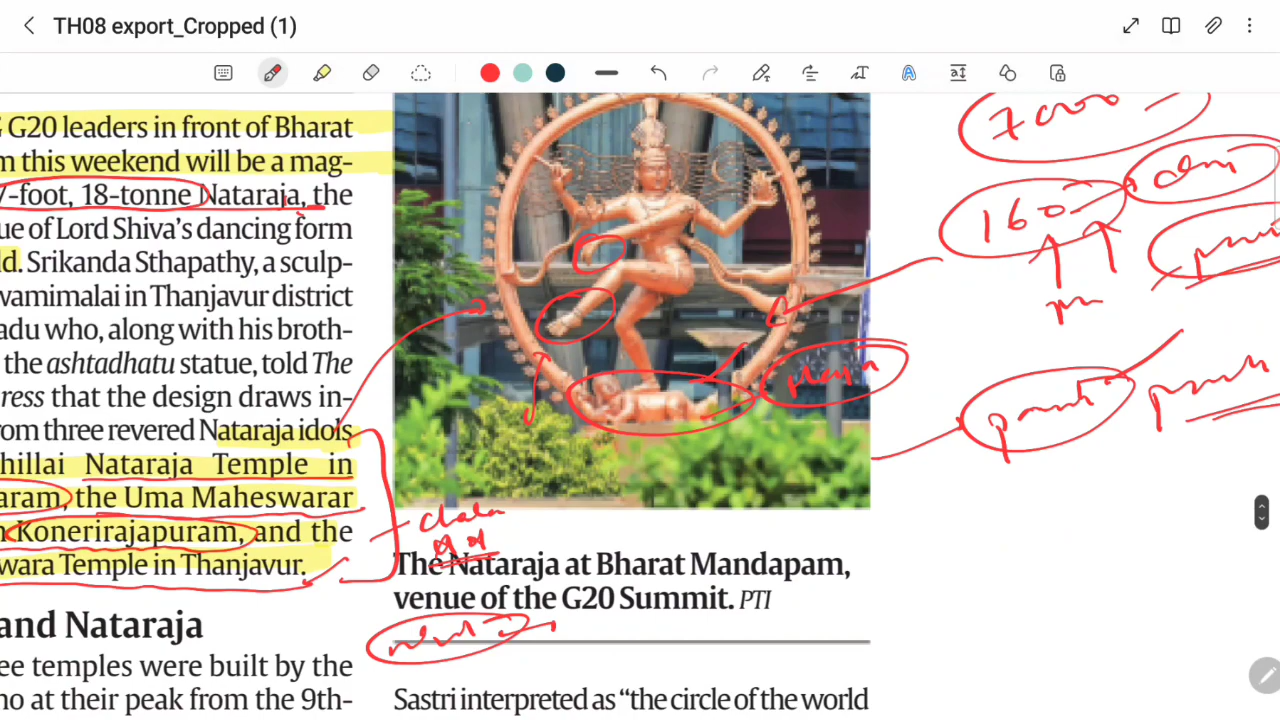 TH08 export_Cropped (1)
G20 leaders in front of Bharat
m this weekend will be a mag-
7-foot, 18-tonne Nataraja, the
ue of Lord Shiva's dancing form
ld. Srikanda Sthapathy, a sculp-
wamimalai in Thanjavur district
adu who, along with his broth-
the ashtadhatu statue, told The
ress that the design draws in-
rom three revered Nataraja idols
hillai Nataraja Temple in
aram, the Uma Maheswarar
n Konerirajapuram, and the
wara Temple in Thanjavur.
and Nataraja
ee temples were built by the
ho at their peak from the 9th-
The Nataraja at Bharat Mandapam,
venue of the G20 Summit. PTI
Sastri interpreted as “the circle of the world
7000
160
chola